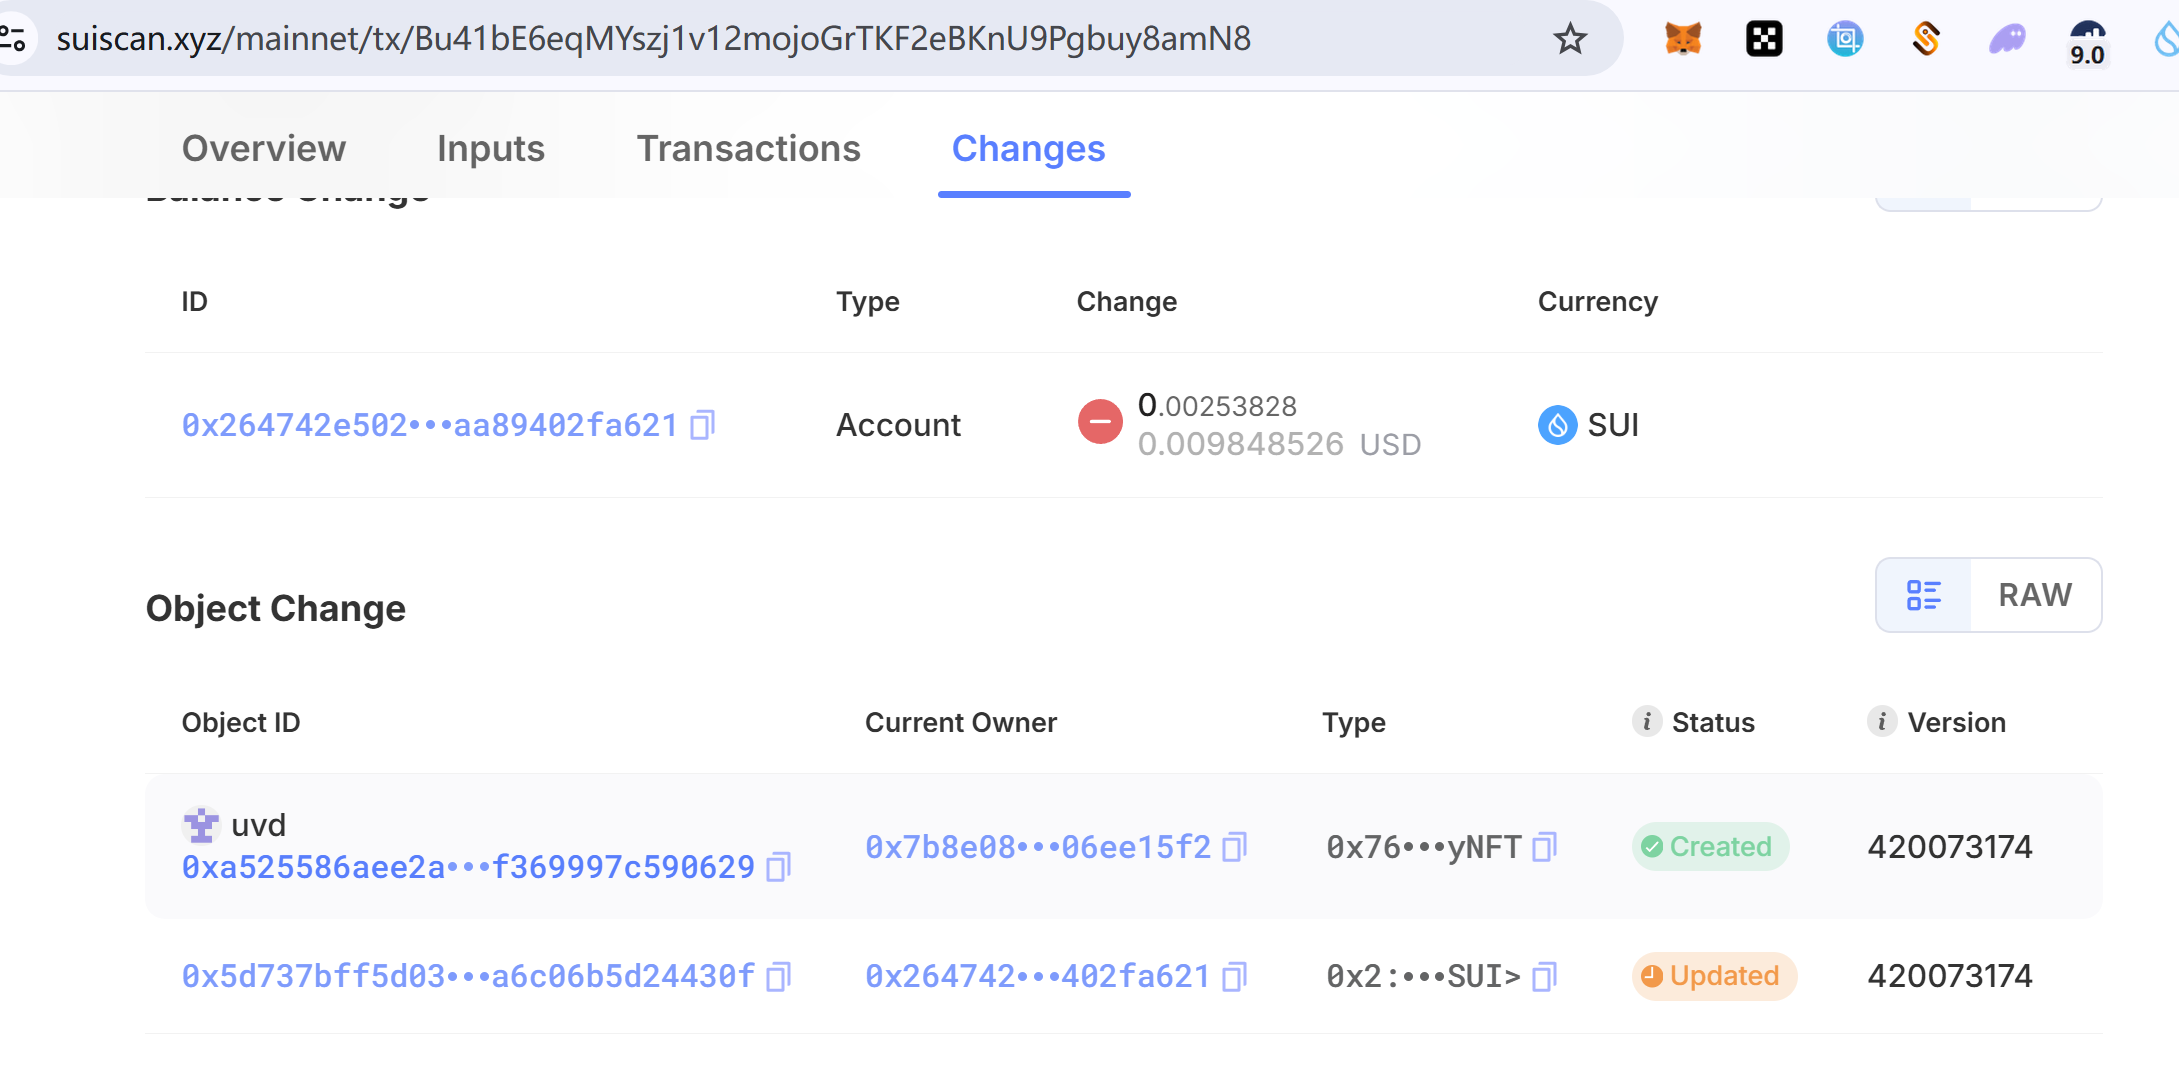 suiscan.xyz/mainnet/tx/Bu41bE6eqMYszj1v12mojoGrTKF2eBKnU9Pgbuy8amN8
9.0
Overview Inputs Transactions Changes
Balance Change
ID Type Change Currency
0x264742e502•••aa89402fa621 Account 0.00253828 SUI
0.009848526 USD
Object Change
RAW
Object ID Current Owner Type Status Version
uvd
0xa525586aee2a•••f369997c590629 0x7b8e08•••06ee15f2 0x76•••yNFT Created 420073174
0x5d737bff5d03•••a6c06b5d24430f 0x264742•••402fa621 0x2:•••SUI> Updated 420073174